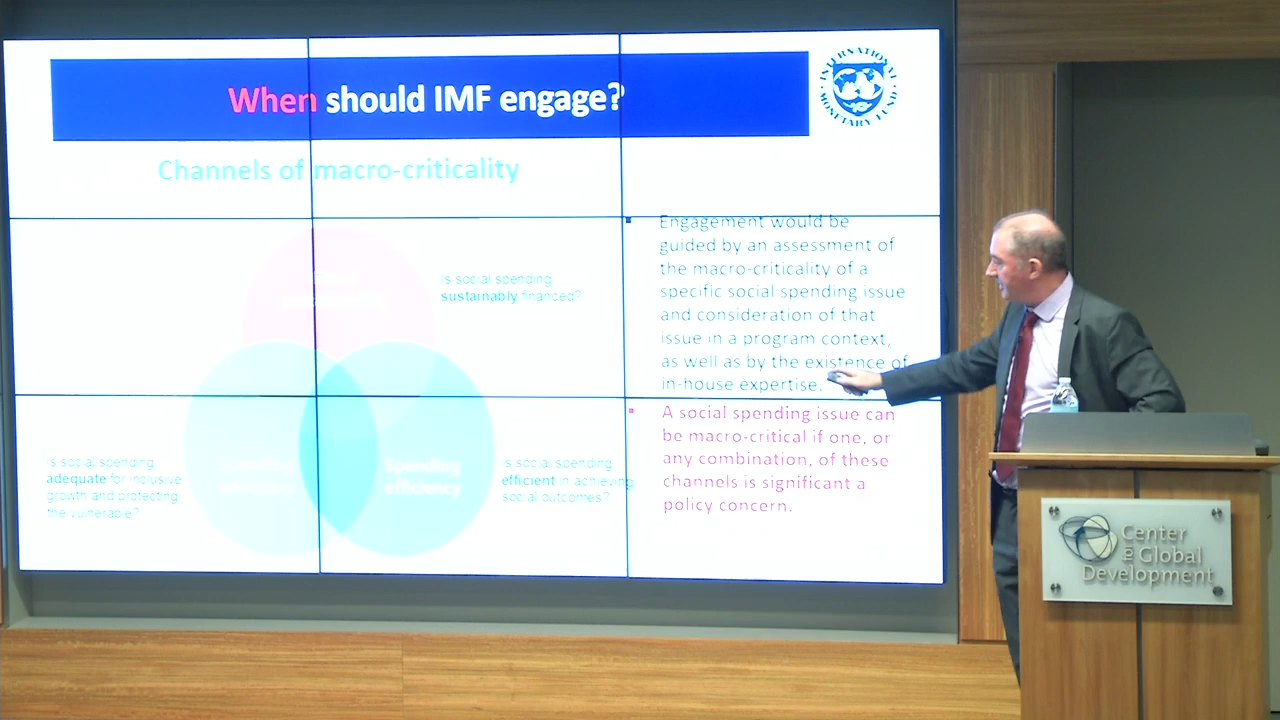 When should IMF engage?
INTERNATIONAL
MONETARY FUND
Channels of macro-criticality
Is social spending
sustainably financed?
Is social spending
adequate for inclusive
growth and protecting
the vulnerable?
Spending
efficiency
Is social spending
efficient in achieving
social outcomes?
Engagement would be
guided by an assessment of
the macro-criticality of a
specific social spending issue
and consideration of that
issue in a program context,
as well as by the existence of
in-house expertise.
A social spending issue can
be macro-critical if one, or
any combination, of these
channels is significant a
policy concern.
Center
for Global
Development